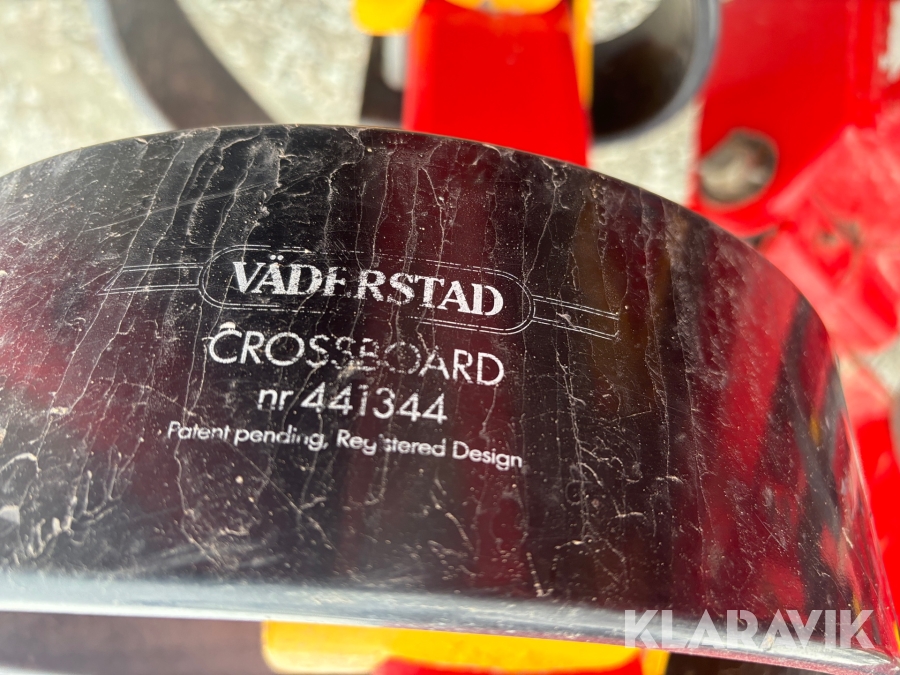 VÄDERSTAD
CROSSBOARD
nr 441344
Patent pending, Registered Design
KLARAVIK